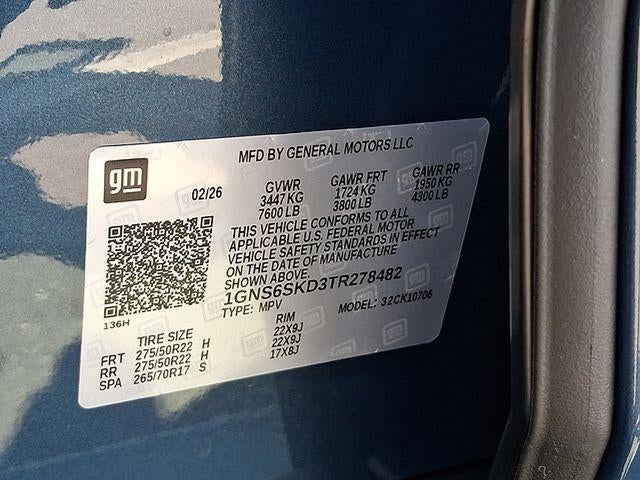 MFD BY GENERAL MOTORS LLC
gm
02/26
GVWR
3447 KG
7600 LB
GAWR FRT
1724 KG
3800 LB
GAWR RR
1950 KG
4300 LB
THIS VEHICLE CONFORMS TO ALL
APPLICABLE U.S. FEDERAL MOTOR
VEHICLE SAFETY STANDARDS IN EFFECT
ON THE DATE OF MANUFACTURE
SHOWN ABOVE.
1GNS6SKD3TR278482
TYPE: MPV MODEL: 32CK10706
136H
TIRE SIZE RIM
FRT 275/50R22 H 22X9J
RR 275/50R22 H 22X9J
SPA 265/70R17 S 17X8J